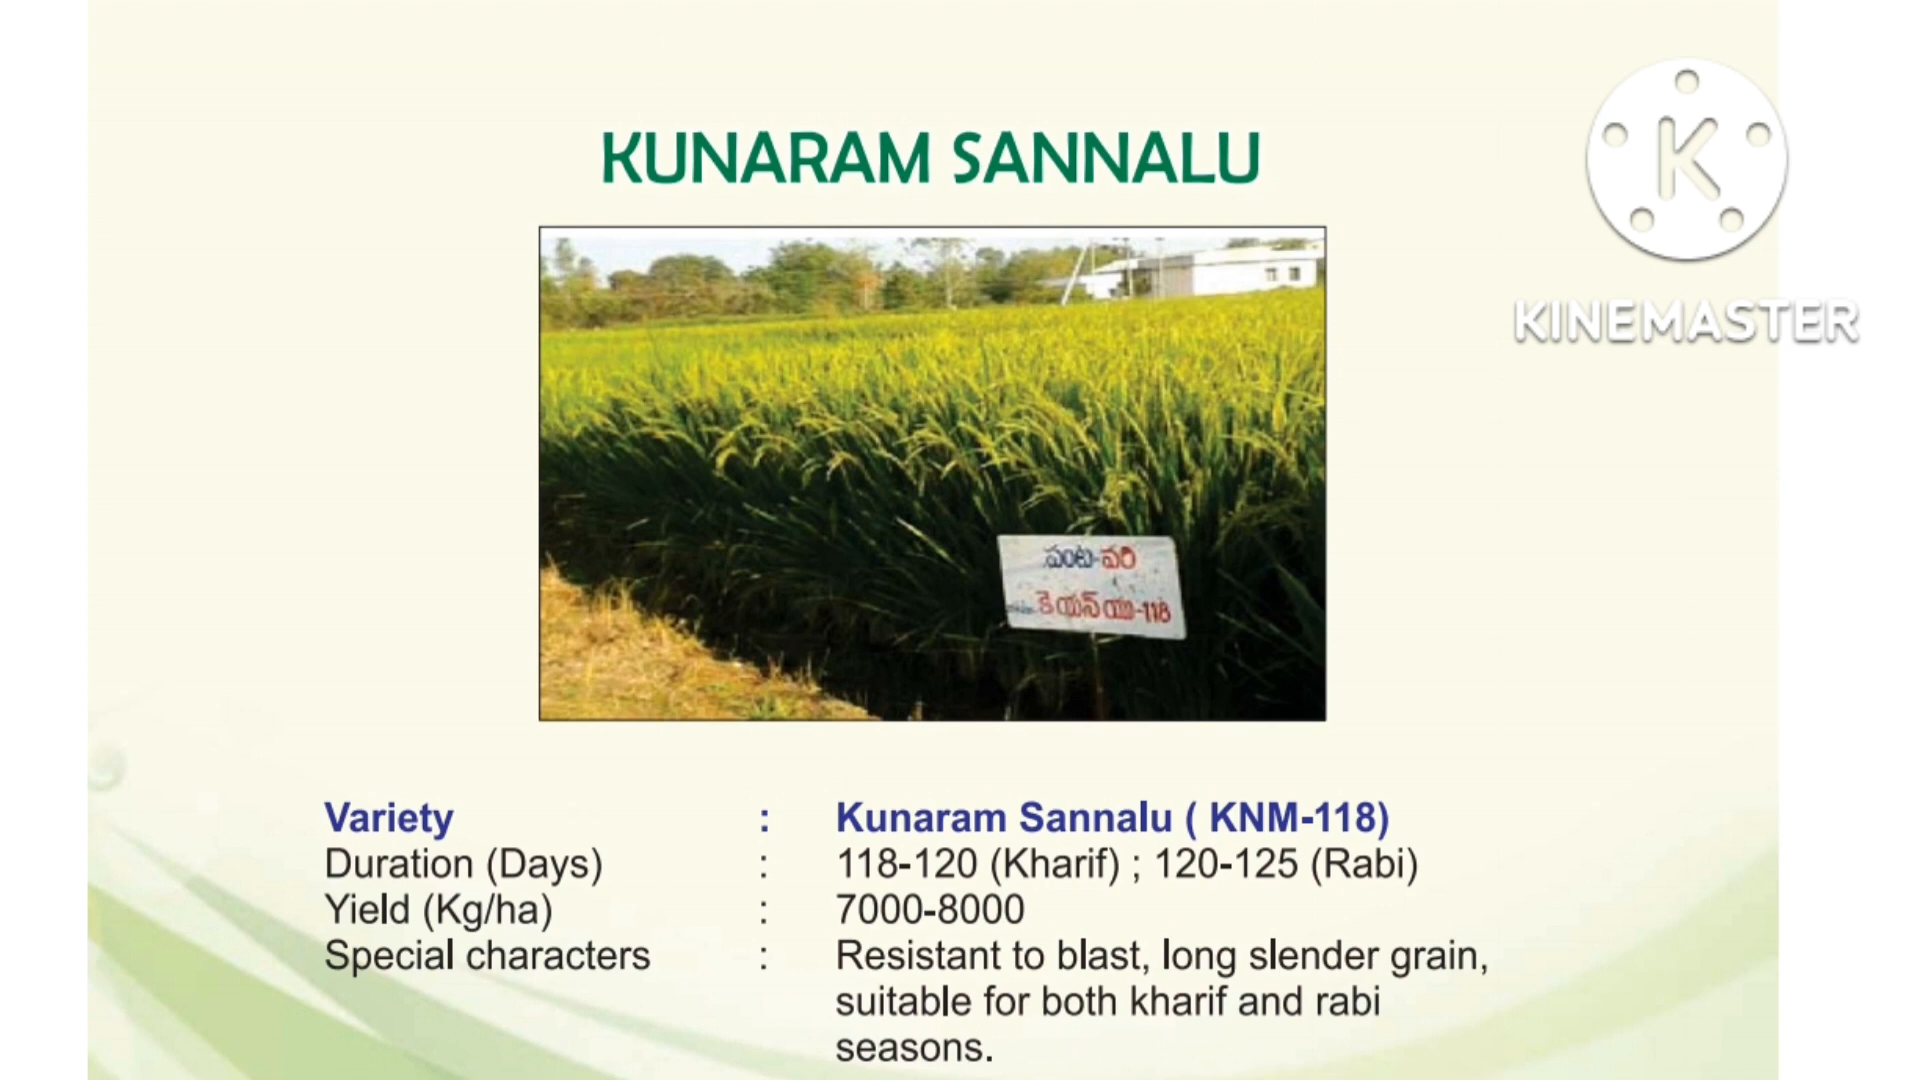 KUNARAM SANNALU
K
KINEMASTER
పంట-వరి
కెయన్ యు-118
Variety : Kunaram Sannalu ( KNM-118)
Duration (Days) : 118-120 (Kharif) ; 120-125 (Rabi)
Yield (Kg/ha) : 7000-8000
Special characters : Resistant to blast, long slender grain,
suitable for both kharif and rabi
seasons.